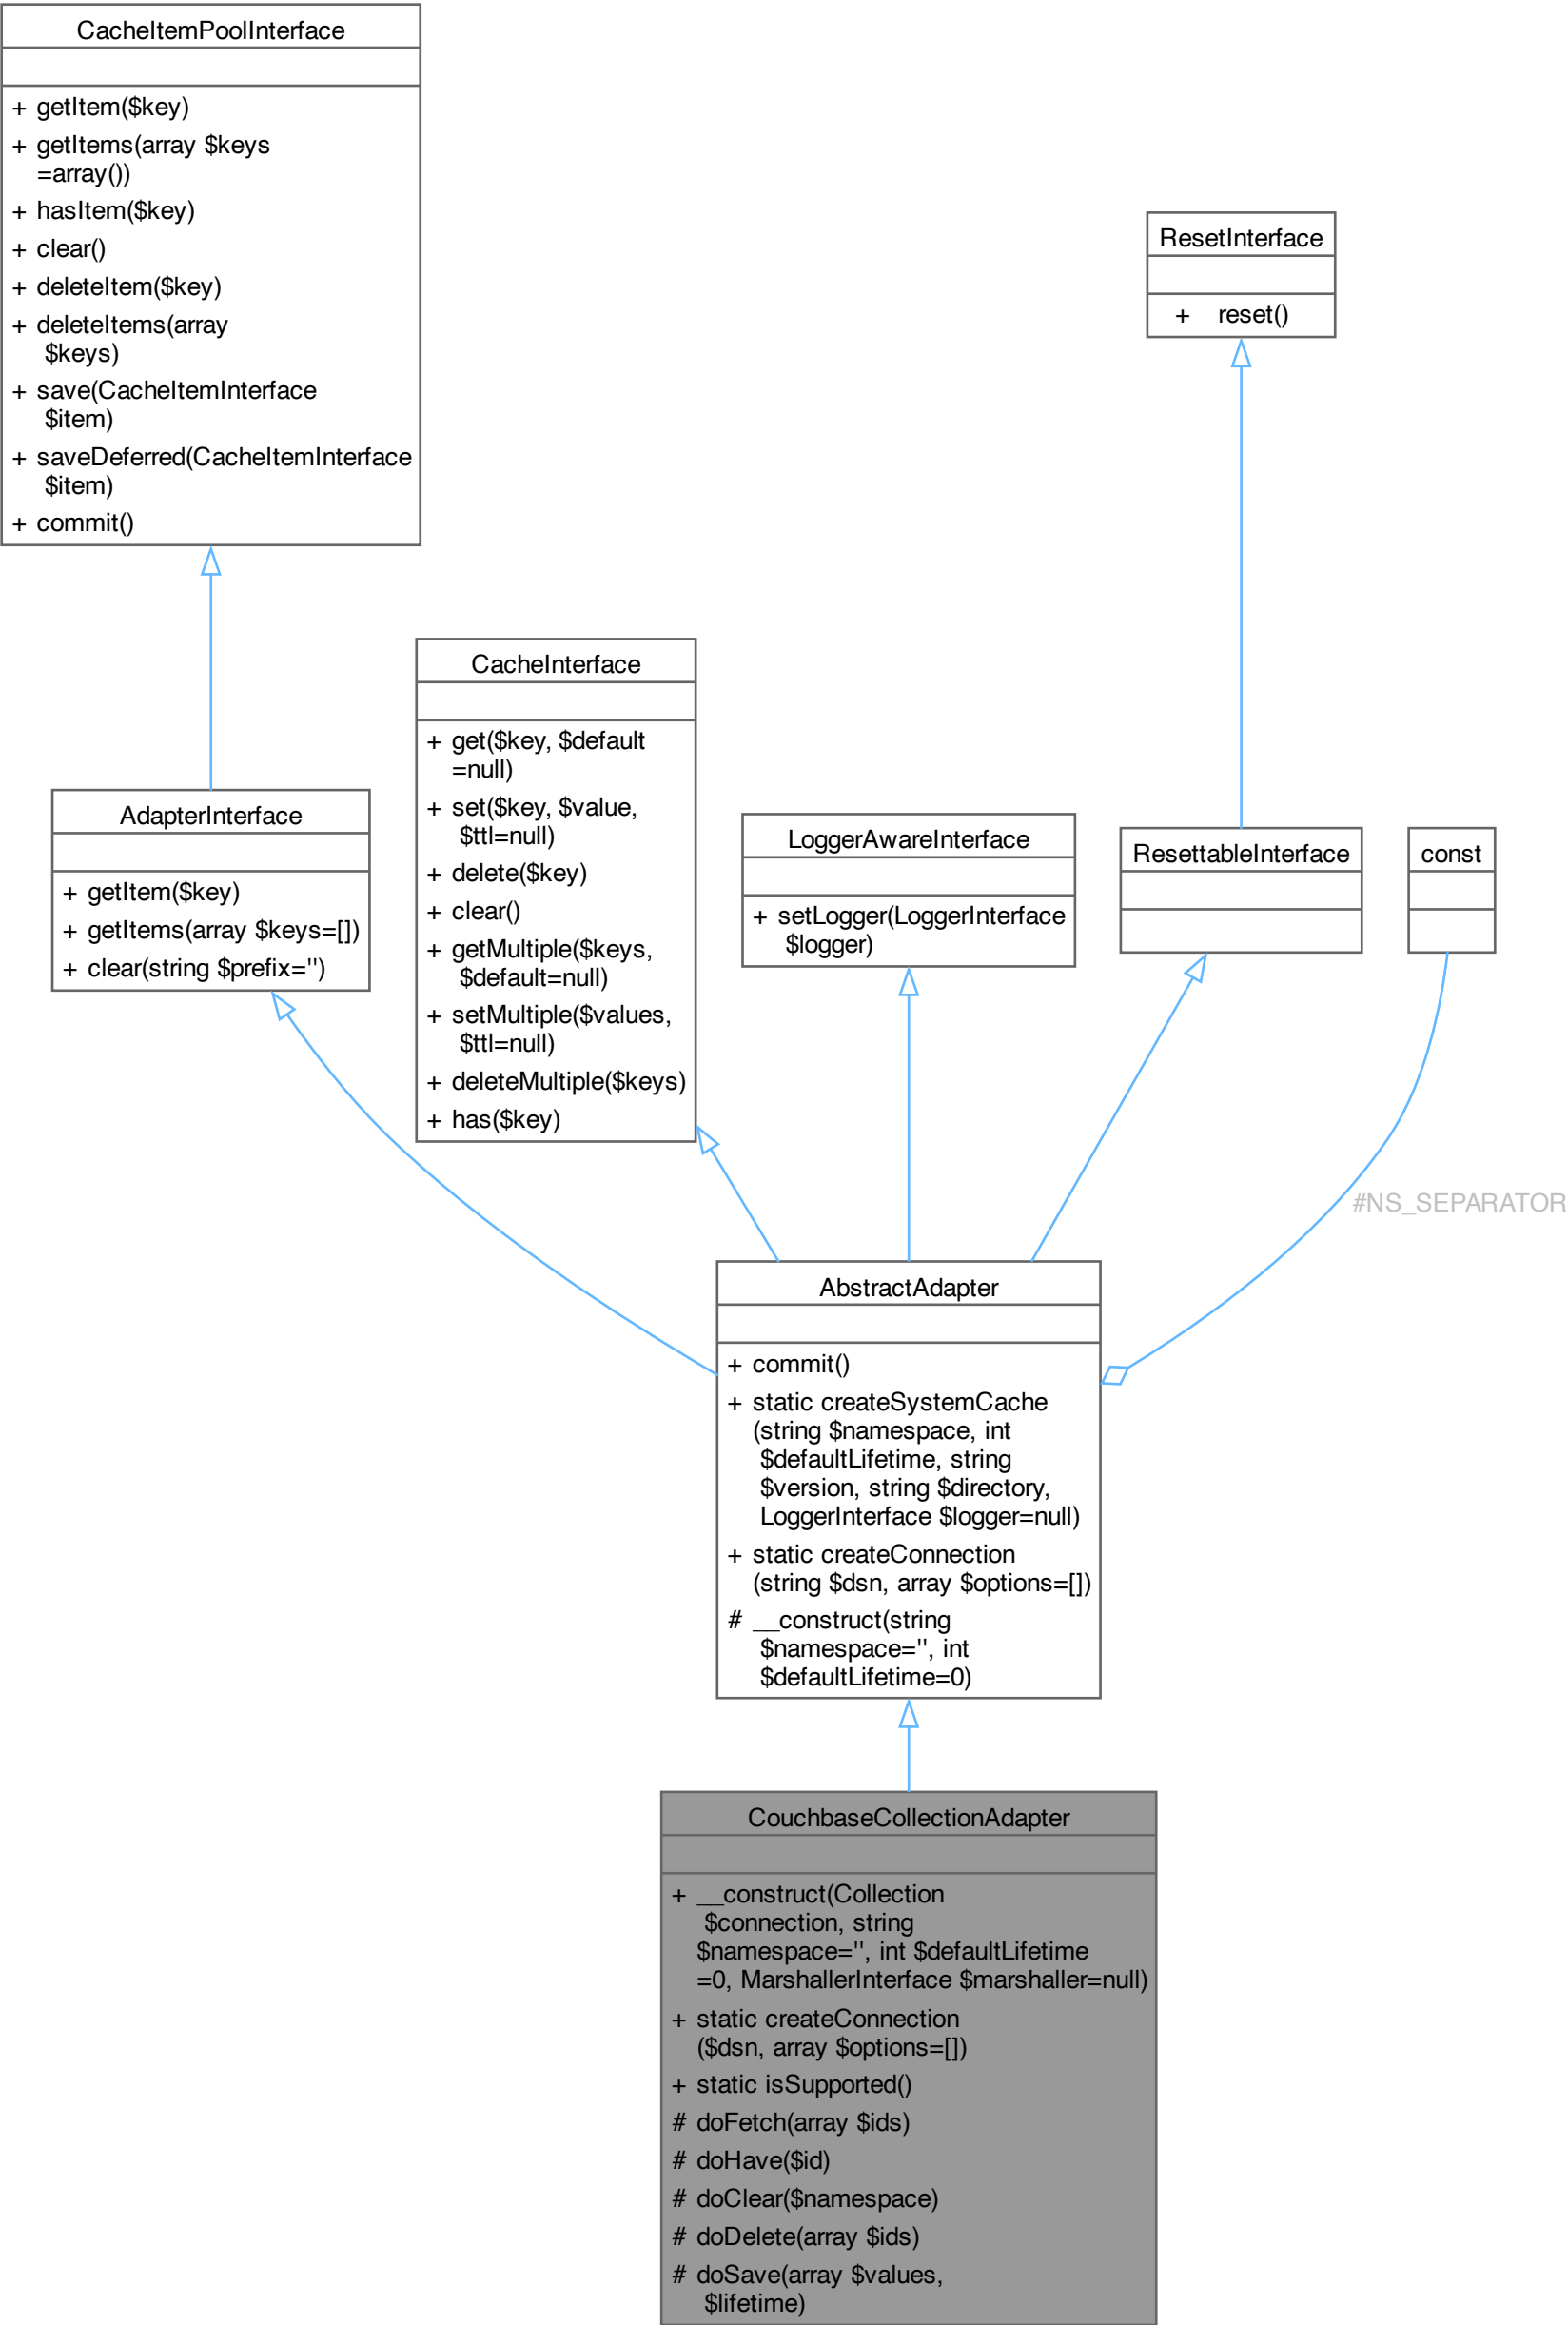 CacheItemPoolInterface
+ getItem($key)
+ getItems(array $keys
=array())
+ hasItem($key)
+ clear()
+ deleteItem($key)
+ deleteItems(array
$keys)
+ save(CacheItemInterface
$item)
+ saveDeferred(CacheItemInterface
$item)
+ commit()
ResetInterface
+ reset()
CacheInterface
+ get($key, $default
=null)
+ set($key, $value,
$ttl=null)
+ delete($key)
+ clear()
+ getMultiple($keys,
$default=null)
+ setMultiple($values,
$ttl=null)
+ deleteMultiple($keys)
+ has($key)
AdapterInterface
+ getItem($key)
+ getItems(array $keys=[])
+ clear(string $prefix='')
LoggerAwareInterface
+ setLogger(LoggerInterface
$logger)
ResettableInterface
const
#NS_SEPARATOR
AbstractAdapter
+ commit()
+ static createSystemCache
(string $namespace, int
$defaultLifetime, string
$version, string $directory,
LoggerInterface $logger=null)
+ static createConnection
(string $dsn, array $options=[])
# __construct(string
$namespace='', int
$defaultLifetime=0)
CouchbaseCollectionAdapter
+ __construct(Collection
$connection, string
$namespace='', int $defaultLifetime
=0, MarshallerInterface $marshaller=null)
+ static createConnection
($dsn, array $options=[])
+ static isSupported()
# doFetch(array $ids)
# doHave($id)
# doClear($namespace)
# doDelete(array $ids)
# doSave(array $values,
$lifetime)